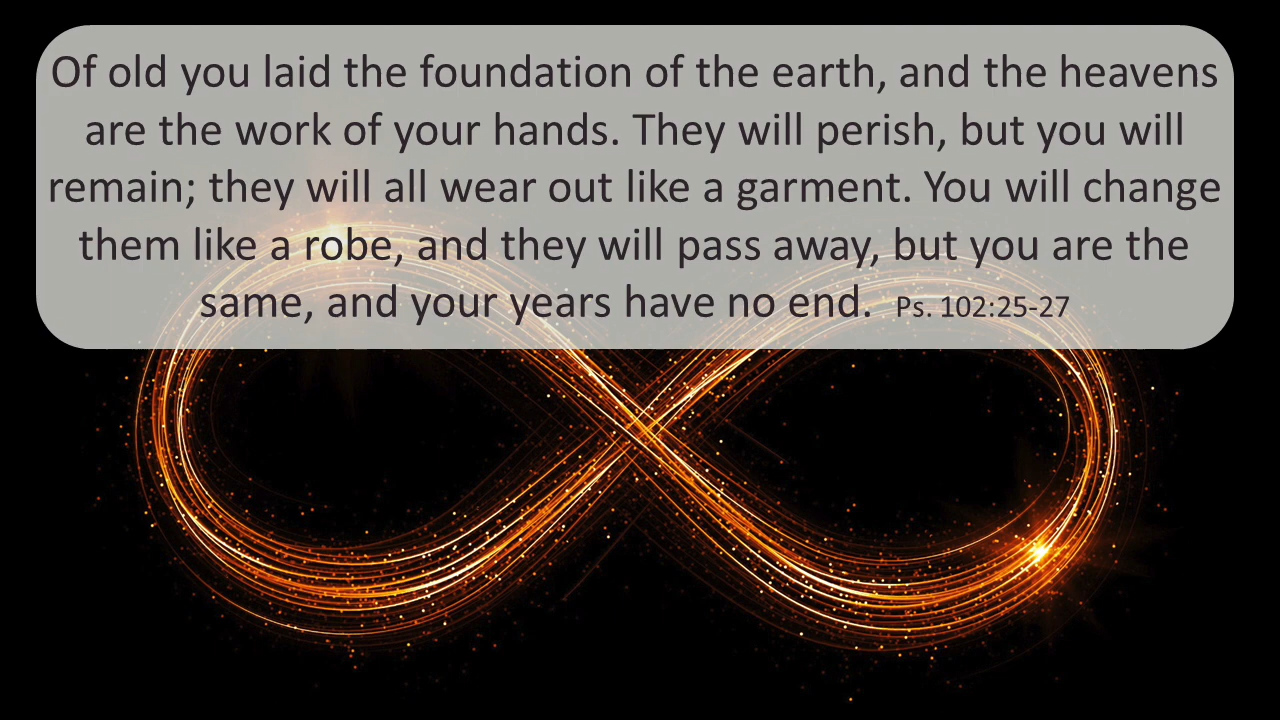 Of old you laid the foundation of the earth, and the heavens
are the work of your hands. They will perish, but you will
remain; they will all wear out like a garment. You will change
them like a robe, and they will pass away, but you are the
same, and your years have no end. Ps. 102:25-27